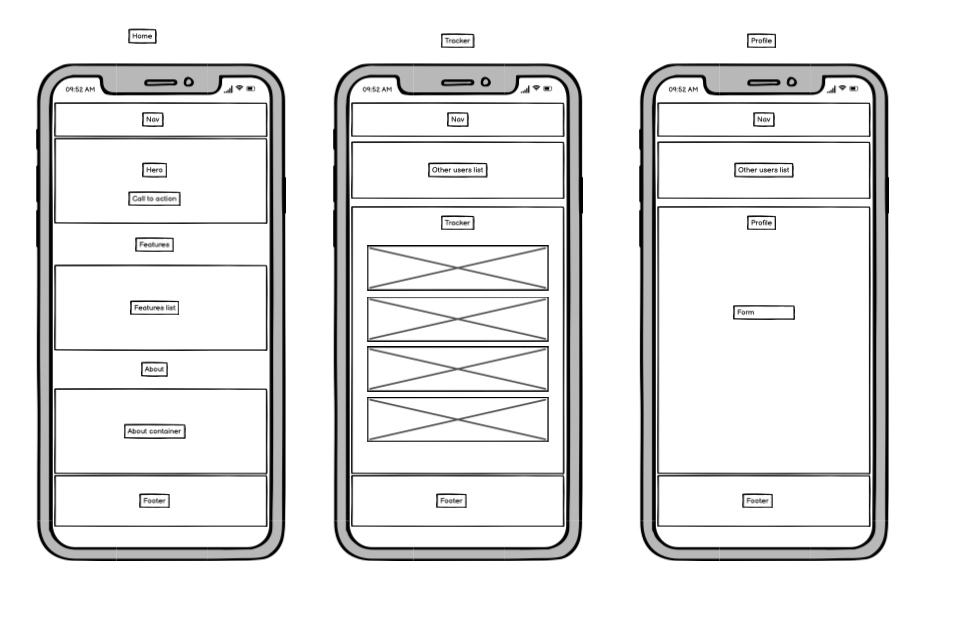 Home
09:52 AM
Nav
Hero
Call to action
Features
Features list
About
About container
Footer
Tracker
09:52 AM
Nav
Other users list
Tracker
Footer
Profile
09:52 AM
Nav
Other users list
Profile
Form
Footer